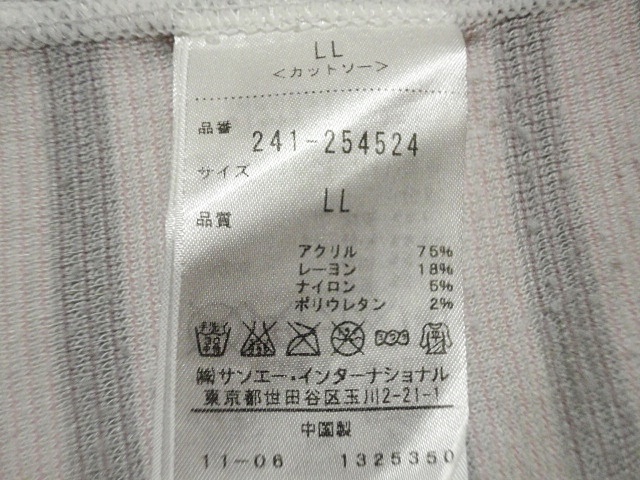 LL
<カットソー>
品番 241-254524
サイズ
LL
品質
アクリル 75%
レーヨン 18%
ナイロン 5%
ポリウレタン 2%
㈱サンエー・インターナショナル
東京都世田谷区玉川2-21-1
中国製
11-06 1325350